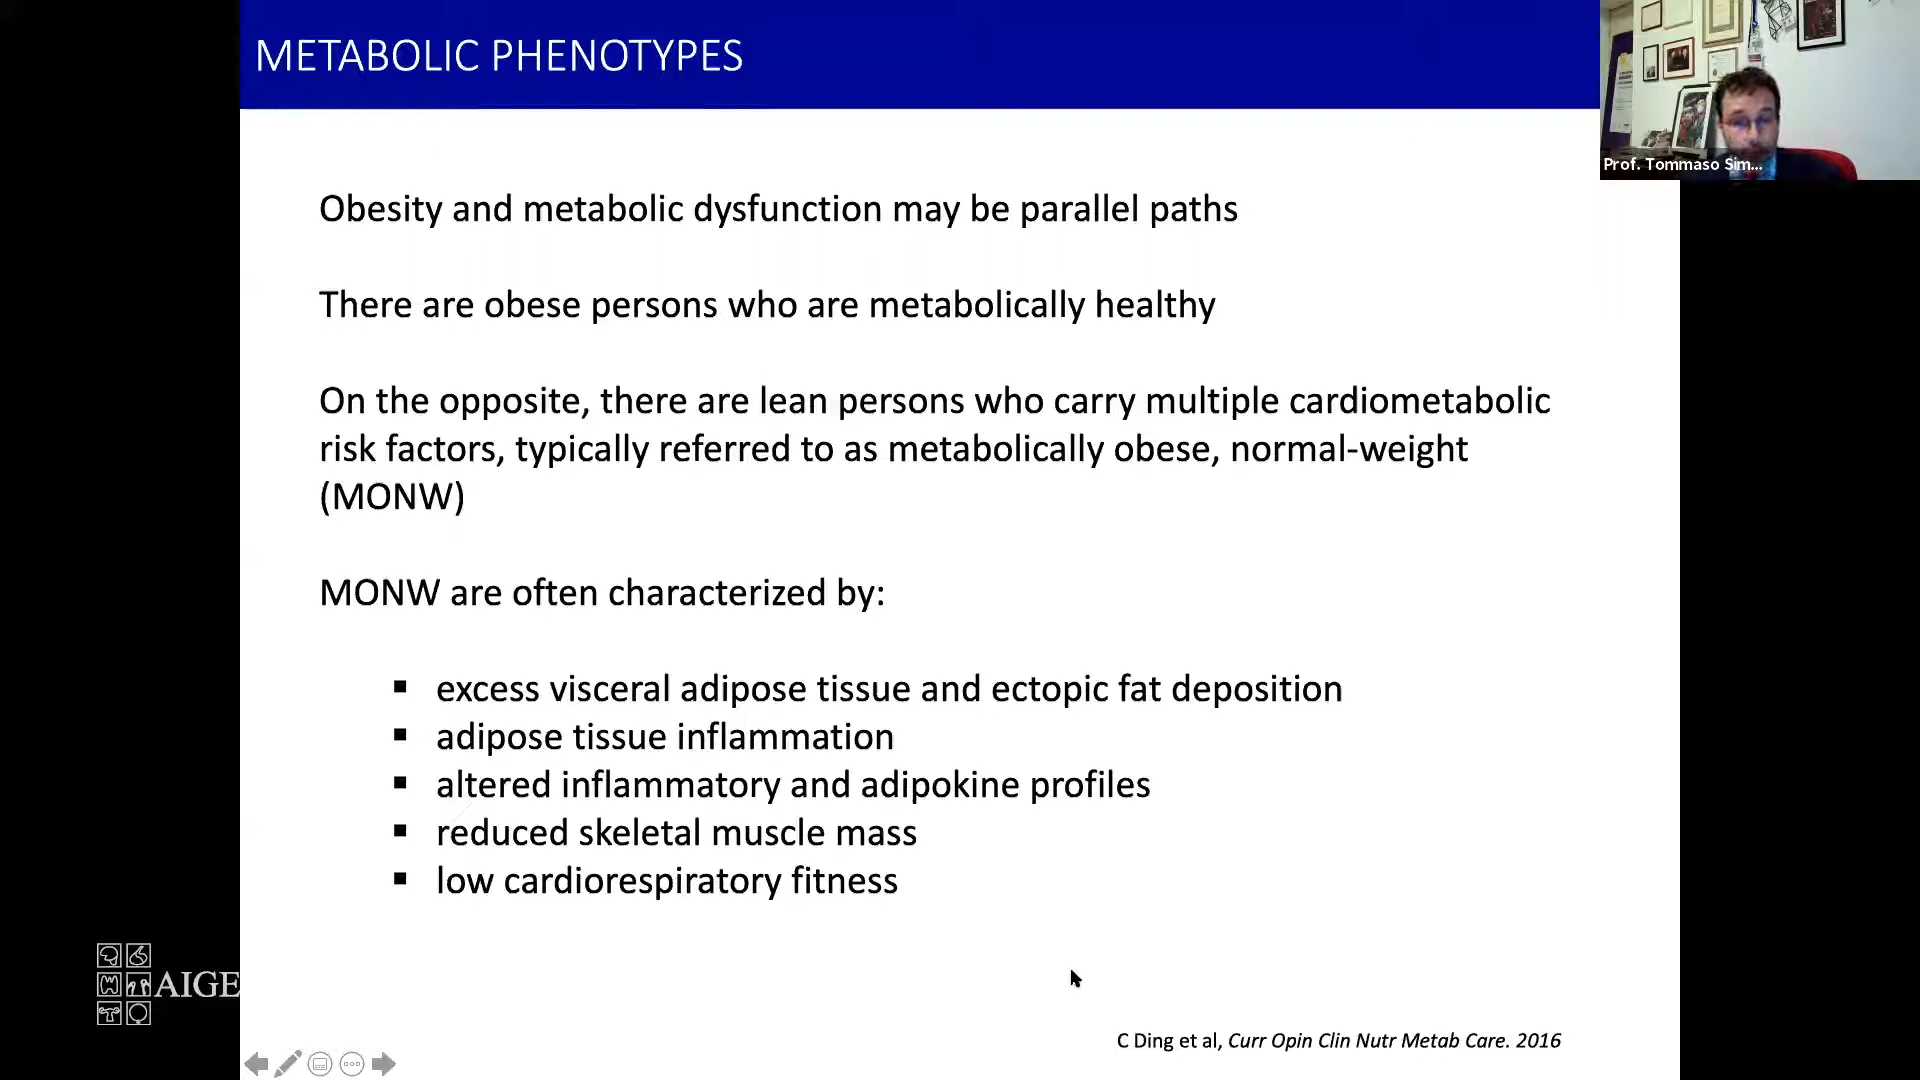 METABOLIC PHENOTYPES
Prof. Tommaso Sim...
Obesity and metabolic dysfunction may be parallel paths
There are obese persons who are metabolically healthy
On the opposite, there are lean persons who carry multiple cardiometabolic
risk factors, typically referred to as metabolically obese, normal-weight
(MONW)
MONW are often characterized by:
▪ excess visceral adipose tissue and ectopic fat deposition
▪ adipose tissue inflammation
▪ altered inflammatory and adipokine profiles
▪ reduced skeletal muscle mass
▪ low cardiorespiratory fitness
AIGE
C Ding et al, Curr Opin Clin Nutr Metab Care. 2016